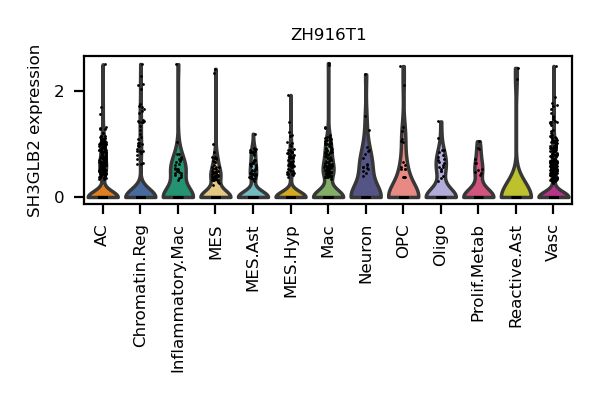 ZH916T1
SH3GLB2 expression
2
0
AC
Chromatin.Reg
Inflammatory.Mac
MES
MES.Ast
MES.Hyp
Mac
Neuron
OPC
Oligo
Prolif.Metab
Reactive.Ast
Vasc